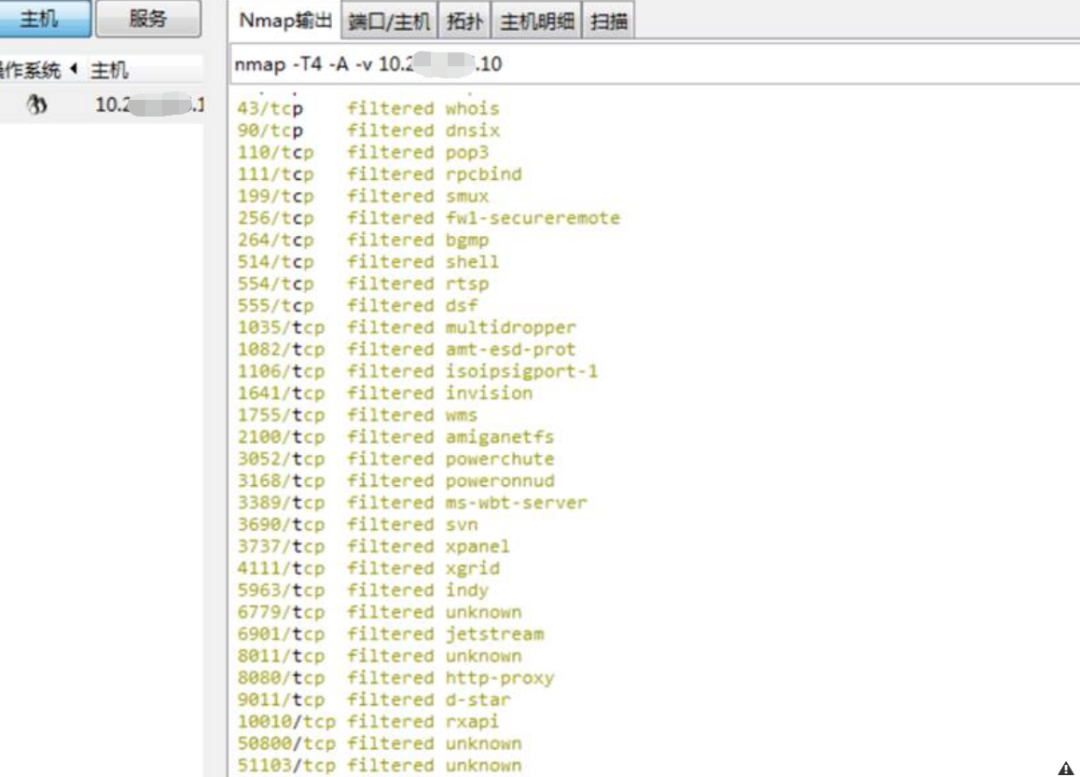 主机 服务
作系统 主机
10.2 .1
Nmap输出 端口/主机 拓扑 主机明细 扫描
nmap -T4 -A -v 10.2 .10
43/tcp filtered whois
90/tcp filtered dnsix
110/tcp filtered pop3
111/tcp filtered rpcbind
199/tcp filtered smux
256/tcp filtered fw1-secureremote
264/tcp filtered bgmp
514/tcp filtered shell
554/tcp filtered rtsp
555/tcp filtered dsf
1035/tcp filtered multidropper
1082/tcp filtered amt-esd-prot
1106/tcp filtered isoipsigport-1
1641/tcp filtered invision
1755/tcp filtered wms
2100/tcp filtered amiganetfs
3052/tcp filtered powerchute
3168/tcp filtered poweronnud
3389/tcp filtered ms-wbt-server
3690/tcp filtered svn
3737/tcp filtered xpanel
4111/tcp filtered xgrid
5963/tcp filtered indy
6779/tcp filtered unknown
6901/tcp filtered jetstream
8011/tcp filtered unknown
8080/tcp filtered http-proxy
9011/tcp filtered d-star
10010/tcp filtered rxapi
50800/tcp filtered unknown
51103/tcp filtered unknown